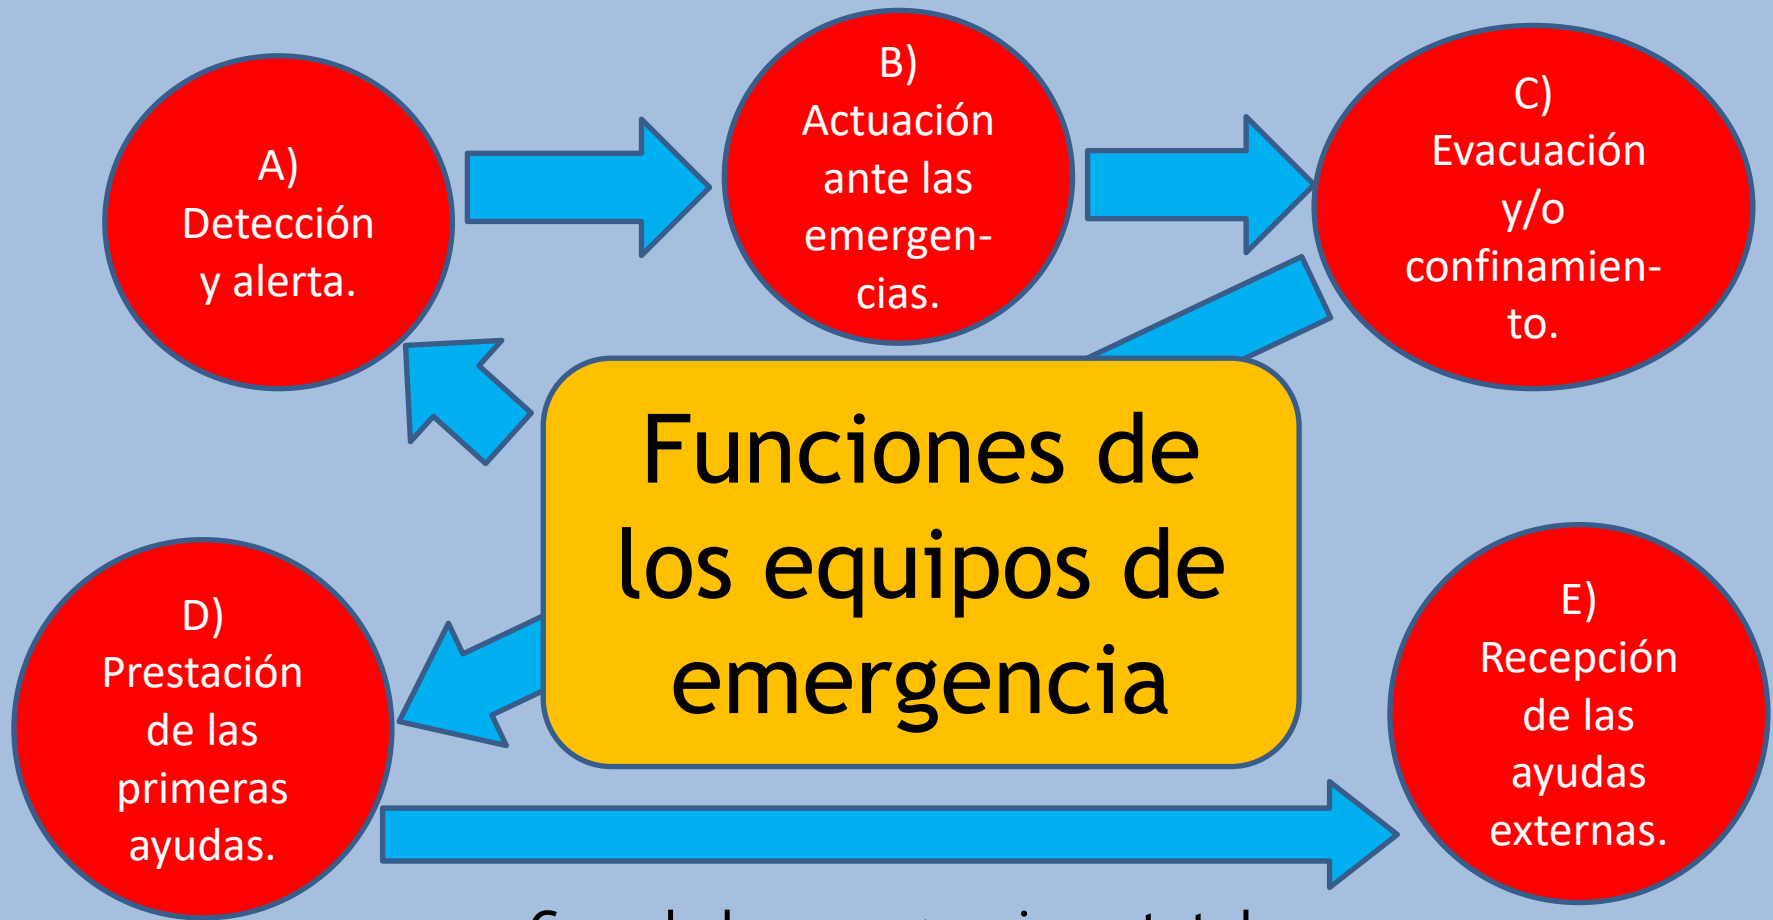 A)
Detección
y alerta.
B)
Actuación
ante las
emergen-
cias.
C)
Evacuación
y/o
confinamien-
to.
Funciones de
los equipos de
emergencia
D)
Prestación
de las
primeras
ayudas.
E)
Recepción
de las
ayudas
externas.